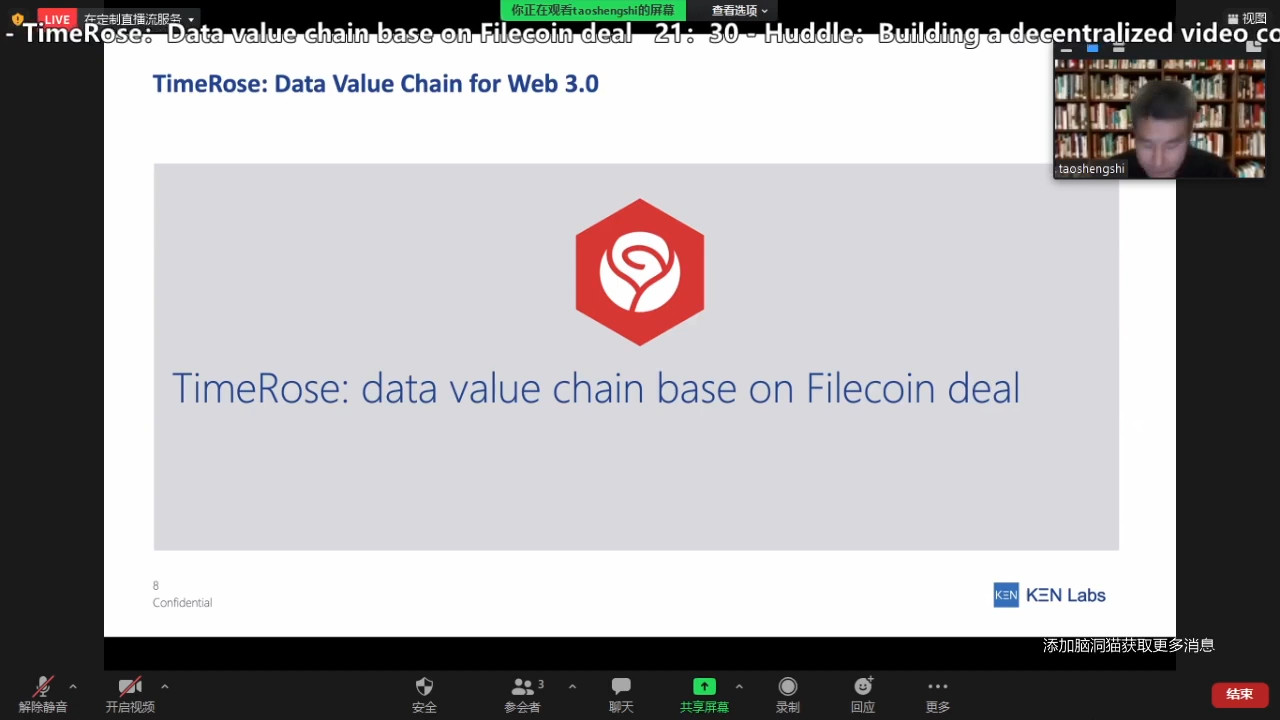 LIVE
在定制直播流服务
你正在观看taoshengshi的屏幕
查看选项
视图
- TimeRose：Data value chain base on Filecoin deal 21：30 - Huddle：Building a decentralized video co
TimeRose: Data Value Chain for Web 3.0
taoshengshi
TimeRose: data value chain base on Filecoin deal
8
Confidential
KΞN
KΞN Labs
添加脑洞猫获取更多消息
解除静音
开启视频
安全
3
参会者
聊天
共享屏幕
录制
回应
更多
结束